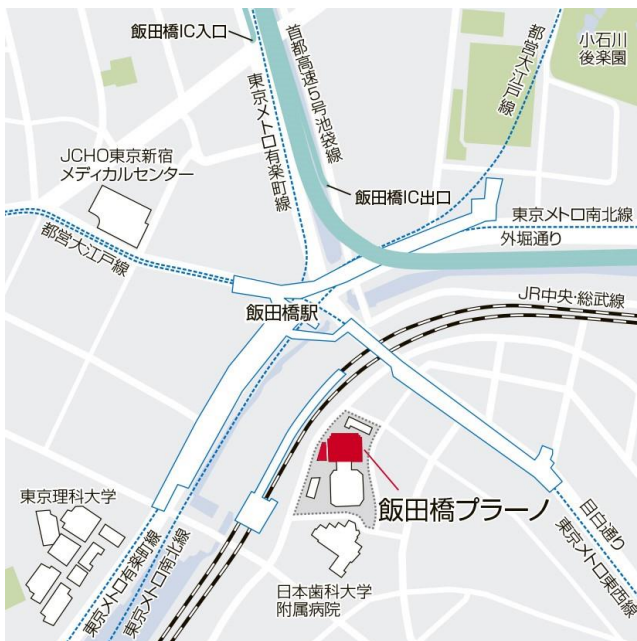 飯田橋IC入口
首都高速5号池袋線
都営大江戸線
小石川
後楽園
東京メトロ有楽町線
JCHO東京新宿
メディカルセンター
飯田橋IC出口
東京メトロ南北線
外堀通り
都営大江戸線
JR中央・総武線
飯田橋駅
東京理科大学
飯田橋プラーノ
目白通り
東京メトロ東西線
東京メトロ有楽町線
東京メトロ南北線
日本歯科大学
附属病院